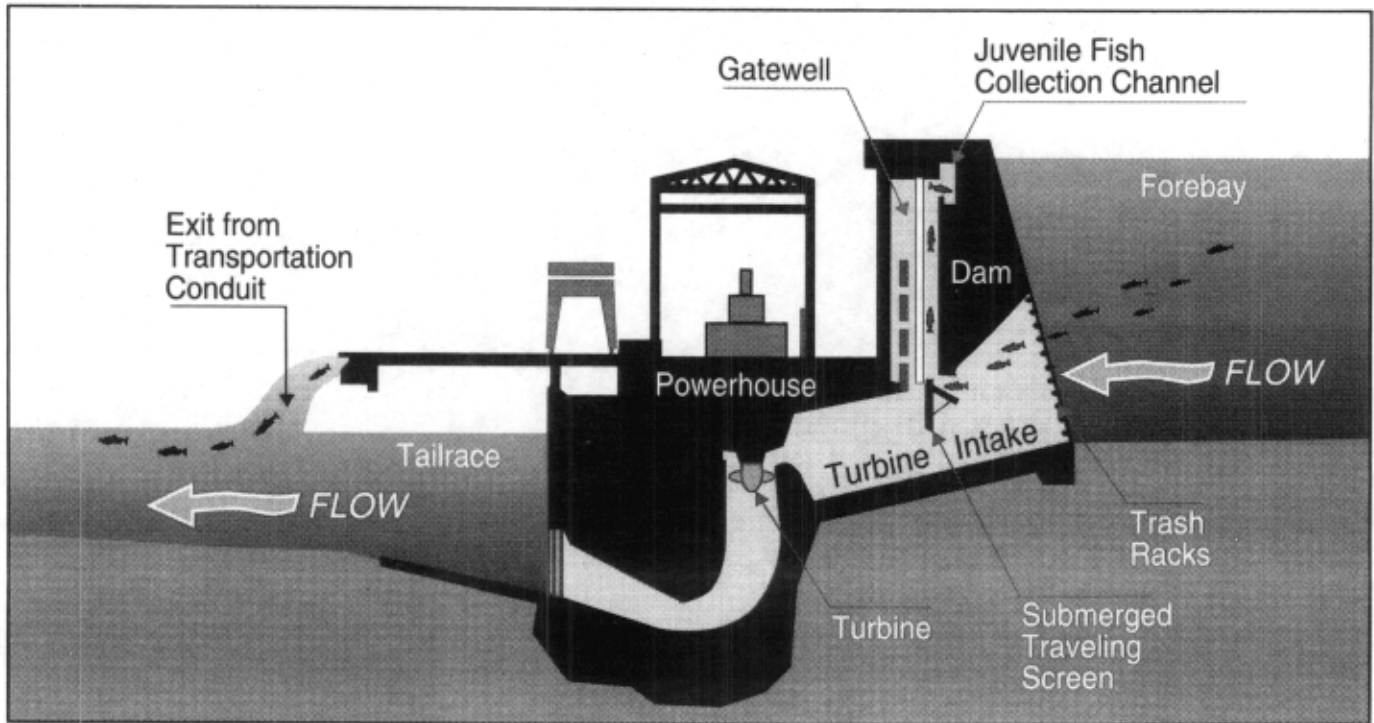 Gatewell
Juvenile Fish
Collection Channel
Forebay
Exit from
Transportation
Conduit
Dam
FLOW
Powerhouse
Tailrace
Turbine Intake
FLOW
Trash
Racks
Turbine
Submerged
Traveling
Screen